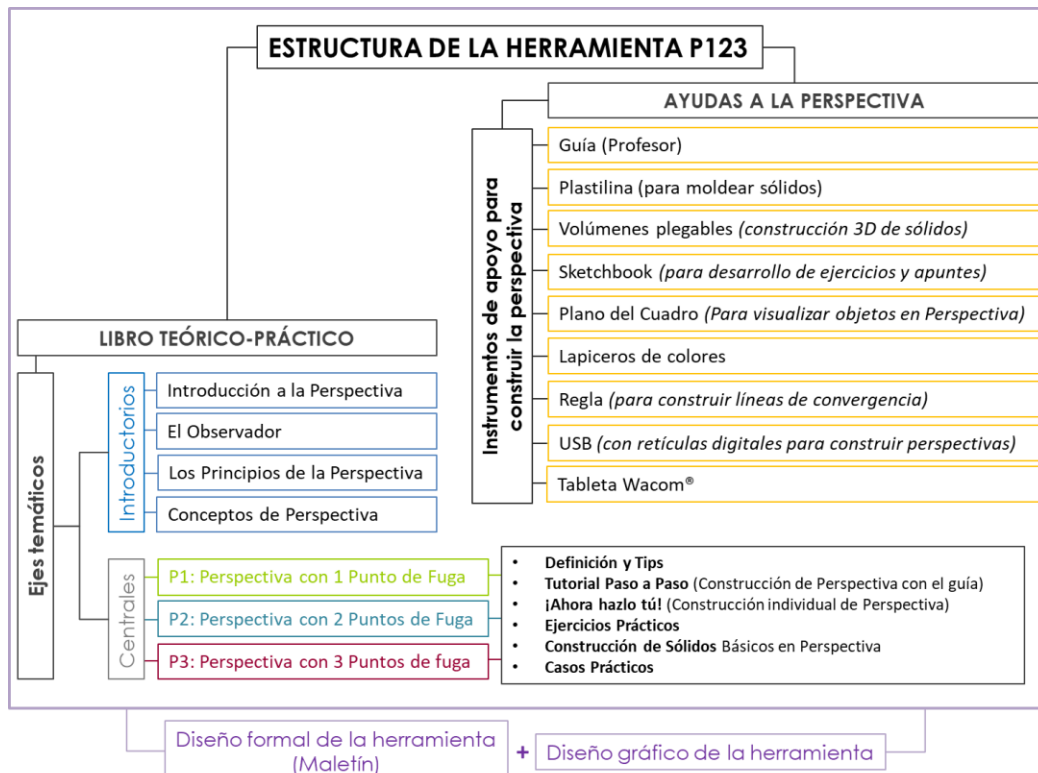 ESTRUCTURA DE LA HERRAMIENTA P123
AYUDAS A LA PERSPECTIVA
Instrumentos de apoyo para
construir la perspectiva
Guía (Profesor)
Plastilina (para moldear sólidos)
Volúmenes plegables (construcción 3D de sólidos)
Sketchbook (para desarrollo de ejercicios y apuntes)
Plano del Cuadro (Para visualizar objetos en Perspectiva)
Lapiceros de colores
Regla (para construir líneas de convergencia)
USB (con retículas digitales para construir perspectivas)
Tableta Wacom®
LIBRO TEÓRICO-PRÁCTICO
Ejes temáticos
Introductorios
Introducción a la Perspectiva
El Observador
Los Principios de la Perspectiva
Conceptos de Perspectiva
Centrales
P1: Perspectiva con 1 Punto de Fuga
P2: Perspectiva con 2 Puntos de Fuga
P3: Perspectiva con 3 Puntos de fuga
• Definición y Tips
• Tutorial Paso a Paso (Construcción de Perspectiva con el guía)
• ¡Ahora hazlo tú! (Construcción individual de Perspectiva)
• Ejercicios Prácticos
• Construcción de Sólidos Básicos en Perspectiva
• Casos Prácticos
Diseño formal de la herramienta
(Maletín)
+
Diseño gráfico de la herramienta